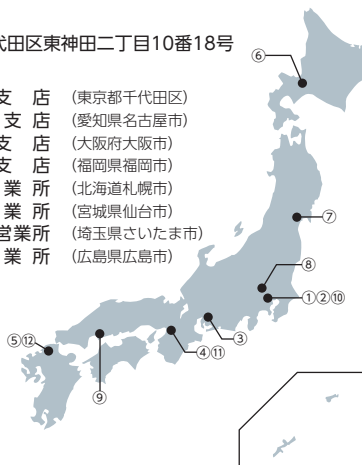 代田区東神田二丁目10番18号
支店 (東京都千代田区)
支店 (愛知県名古屋市)
支店 (大阪府大阪市)
支店 (福岡県福岡市)
業所 (北海道札幌市)
業所 (宮城県仙台市)
営業所 (埼玉県さいたま市)
業所 (広島県広島市)
⑥
⑦
⑧
①②⑩
③
④⑪
⑤⑫
⑨